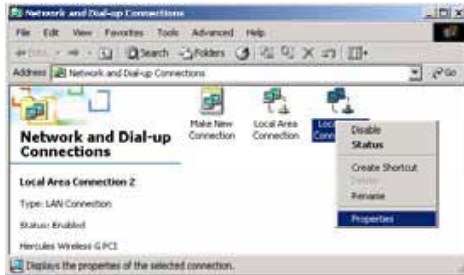 Network and Dial-up Connections
File Edit View Favorites Tools Advanced Help
Search Folders
Address Network and Dial-up Connections Go
Make New Connection
Local Area Connection
Network and Dial-up Connections
Local Area Connection 2
Type: LAN Connection
Status: Enabled
Hercules Wireless G PCI
Disable
Status
Create Shortcut
Delete
Rename
Properties
Displays the properties of the selected connection.